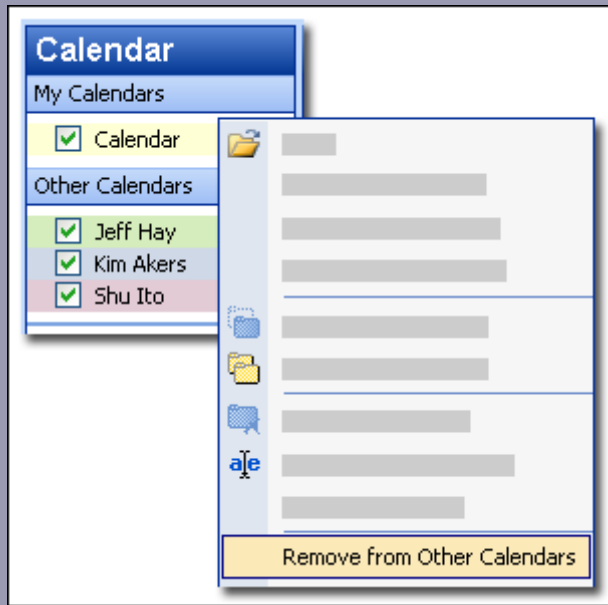 Calendar
My Calendars
Calendar
Other Calendars
Jeff Hay
Kim Akers
Shu Ito
a e
Remove from Other Calendars